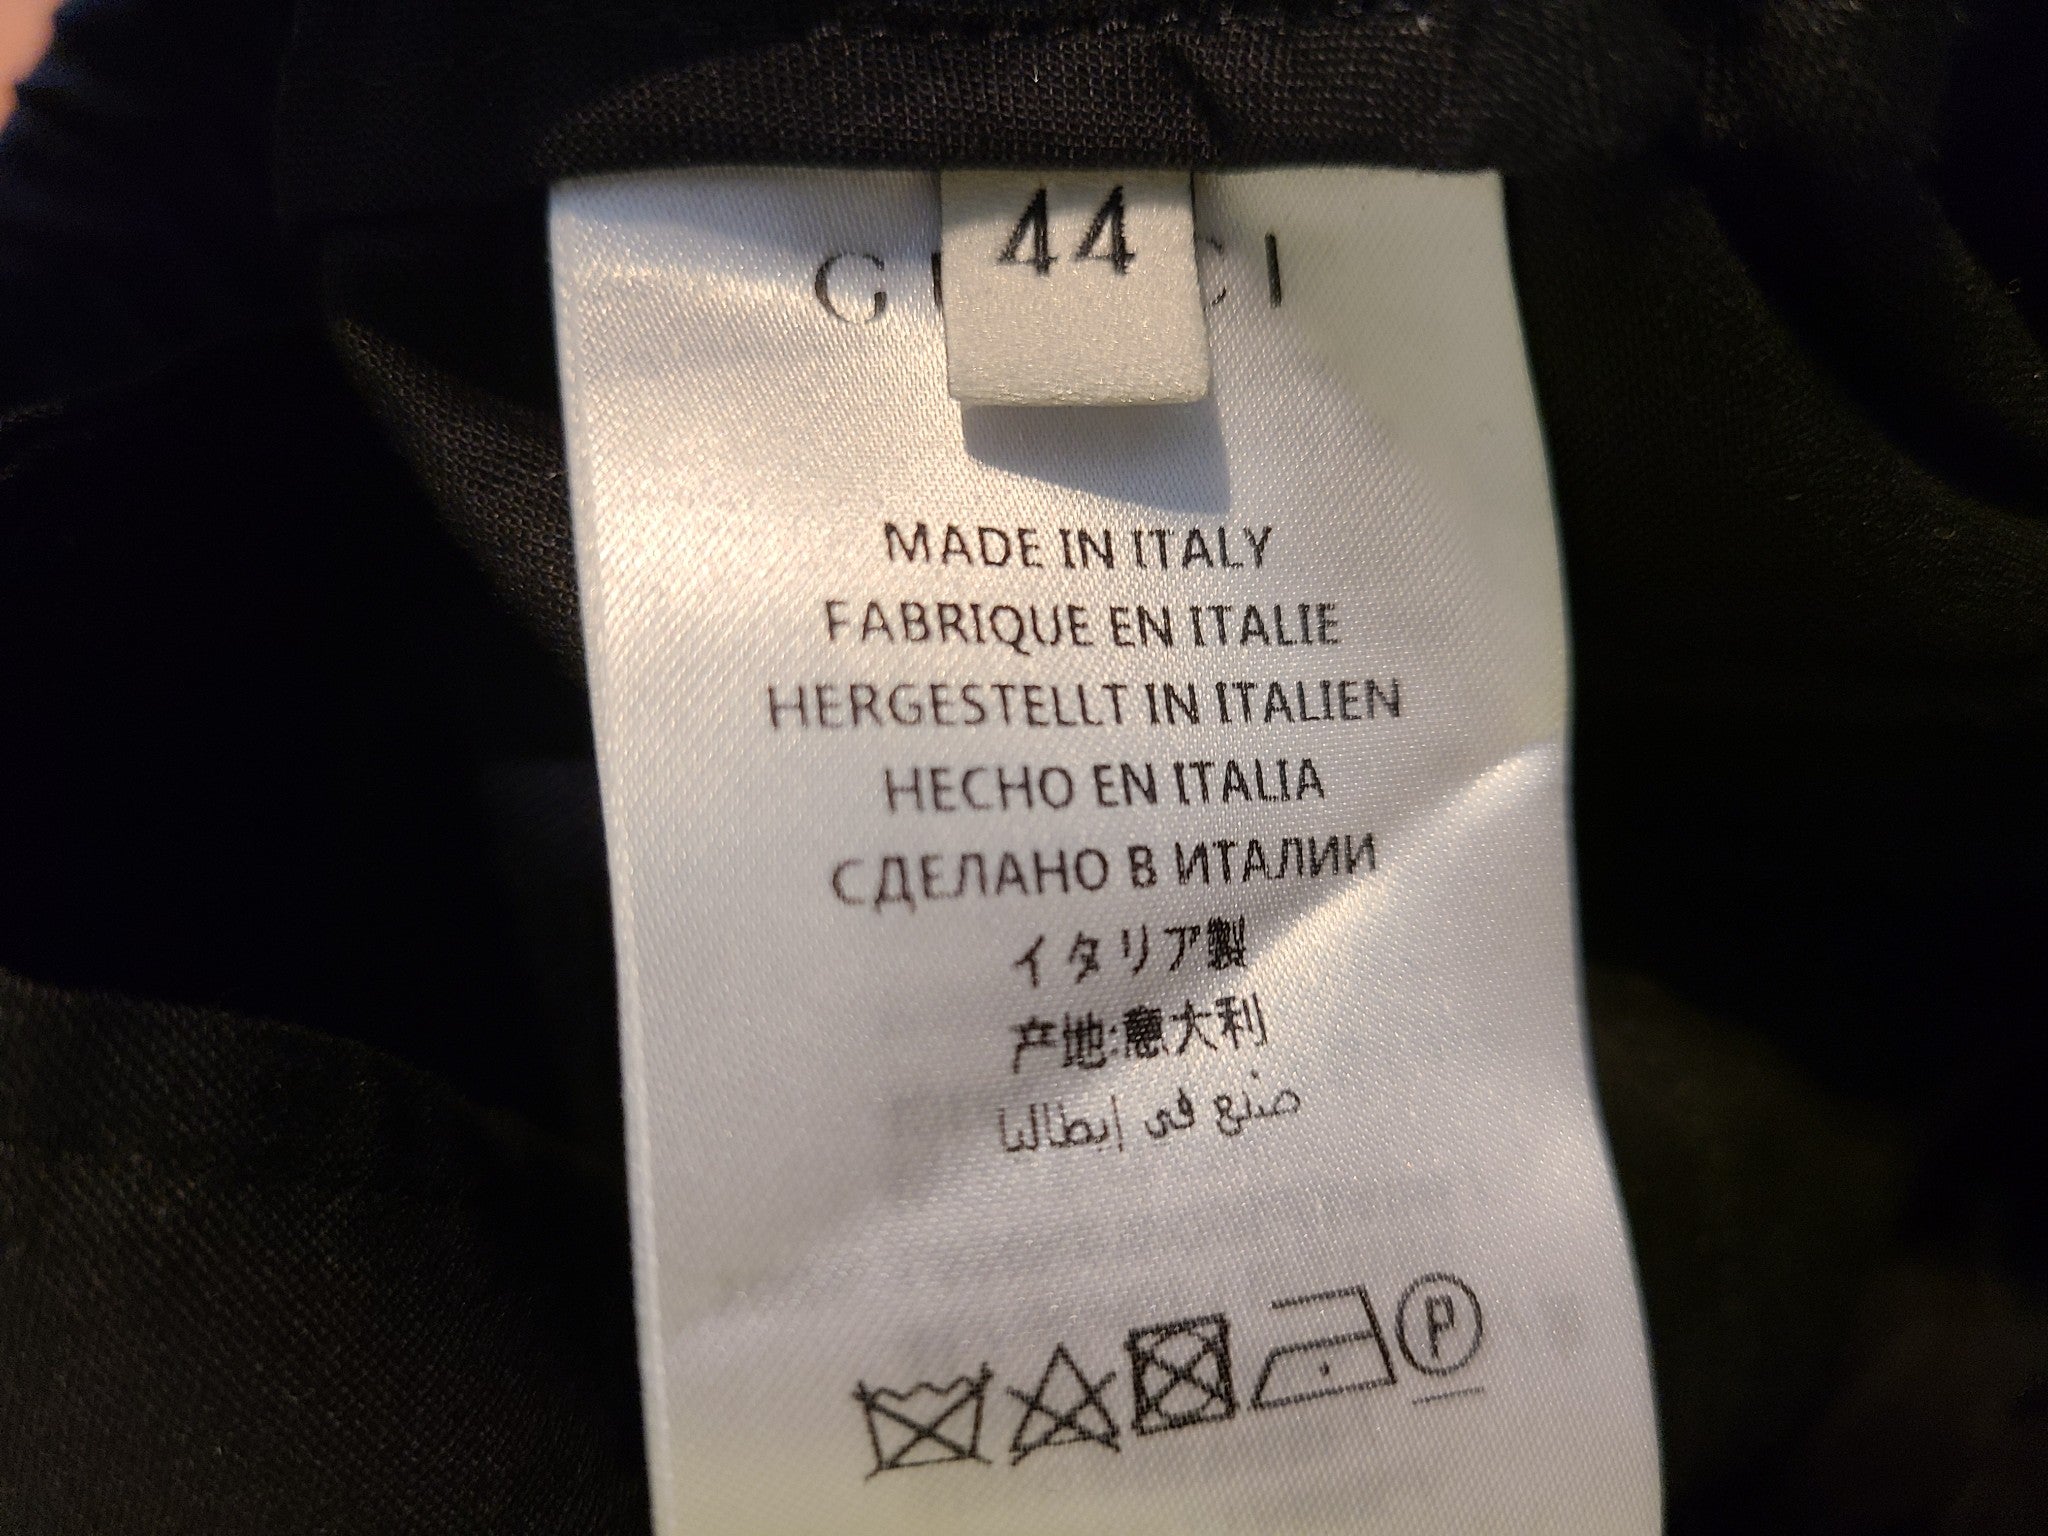 44
MADE IN ITALY
FABRIQUE EN ITALIE
HERGESTELLT IN ITALIEN
HECHO EN ITALIA
СДЕЛАНО В ИТАЛИИ
イタリア製
产地:意大利
صنع في إيطاليا
P